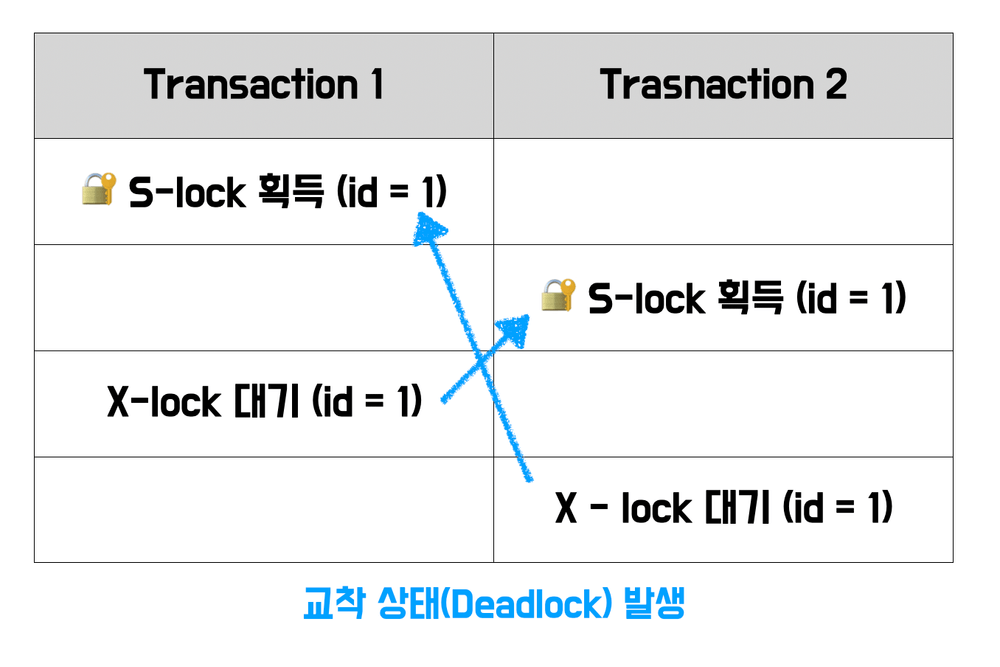 Transaction 1
Trasnaction 2
S-lock 획득 (id = 1)
S-lock 획득 (id = 1)
X-lock 대기 (id = 1)
X - lock 대기 (id = 1)
교착 상태(Deadlock) 발생